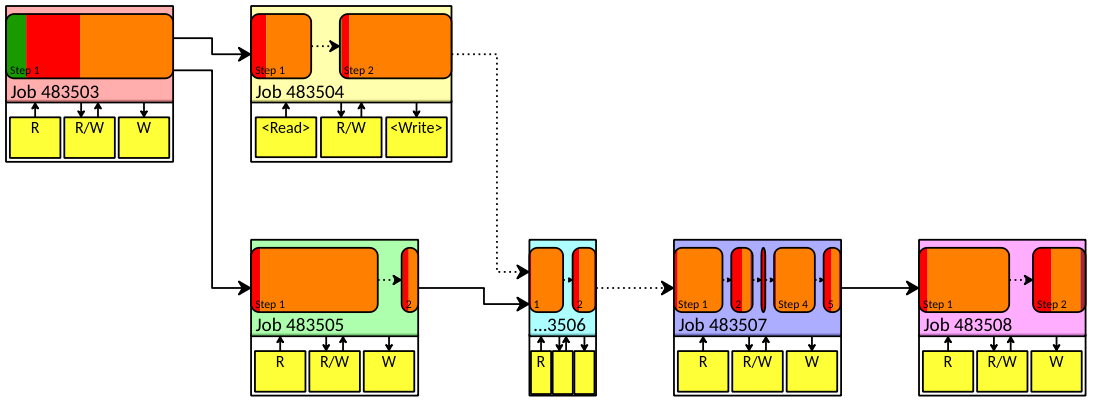 Step 1
Job 483503
R
R/W
W
Step 1
Step 2
Job 483504
<Read>
R/W
<Write>
Step 1
2
Job 483505
R
R/W
W
1
2
...3506
R
Step 1
2
Step 4
5
Job 483507
R
R/W
W
Step 1
Step 2
Job 483508
R
R/W
W